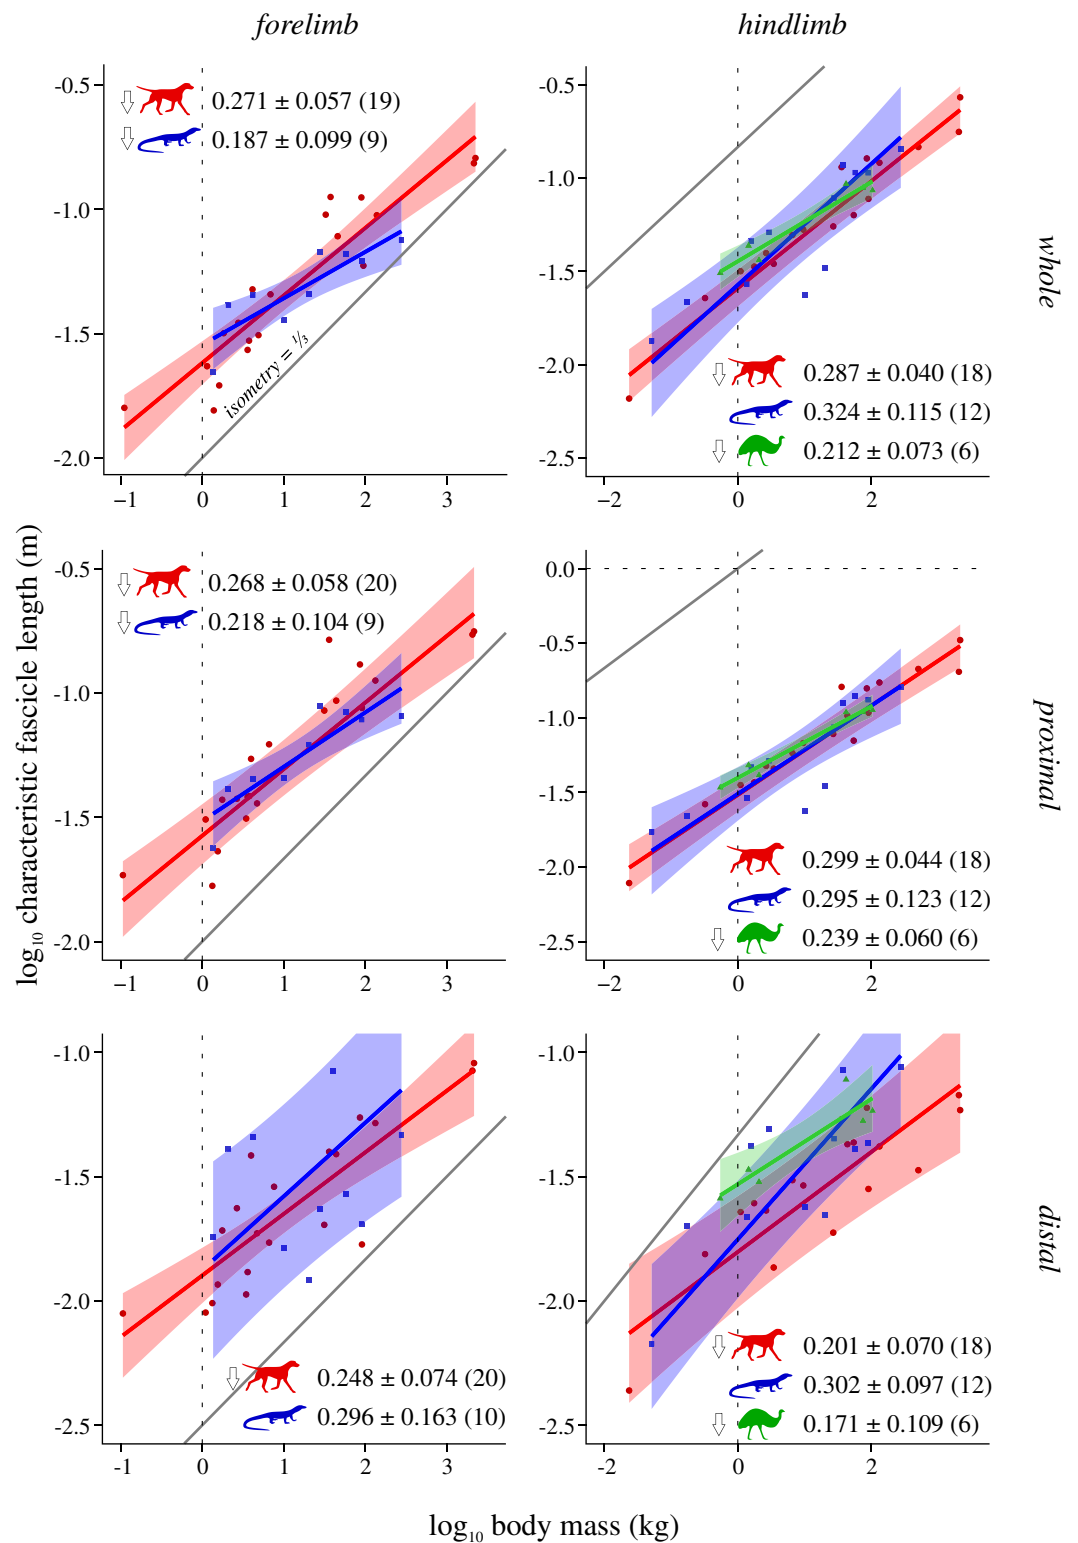 forelimb
hindlimb
-0.5
-1.0
-1.5
-2.0
−1
0
1
2
3
0.271 ± 0.057 (19)
0.187 ± 0.099 (9)
isometry = 1/3
-0.5
-1.0
-1.5
-2.0
-2.5
−2
0
2
0.287 ± 0.040 (18)
0.324 ± 0.115 (12)
0.212 ± 0.073 (6)
whole
log₁₀ characteristic fascicle length (m)
-0.5
-1.0
-1.5
-2.0
−1
0
1
2
3
0.268 ± 0.058 (20)
0.218 ± 0.104 (9)
0.0
-0.5
-1.0
-1.5
-2.0
-2.5
−2
0
2
0.299 ± 0.044 (18)
0.295 ± 0.123 (12)
0.239 ± 0.060 (6)
proximal
-1.0
-1.5
-2.0
-2.5
-1
0
1
2
3
0.248 ± 0.074 (20)
0.296 ± 0.163 (10)
-1.0
-1.5
-2.0
-2.5
-2
0
2
0.201 ± 0.070 (18)
0.302 ± 0.097 (12)
0.171 ± 0.109 (6)
distal
log₁₀ body mass (kg)